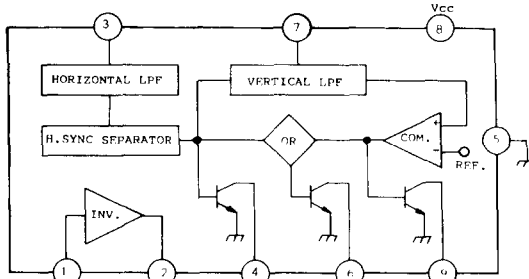 Vcc
3
7
8
HORIZONTAL LPF
VERTICAL LPF
H.SYNC SEPARATOR
OR
COM.
+
−
5
REF.
INV.
1
2
4
6
9